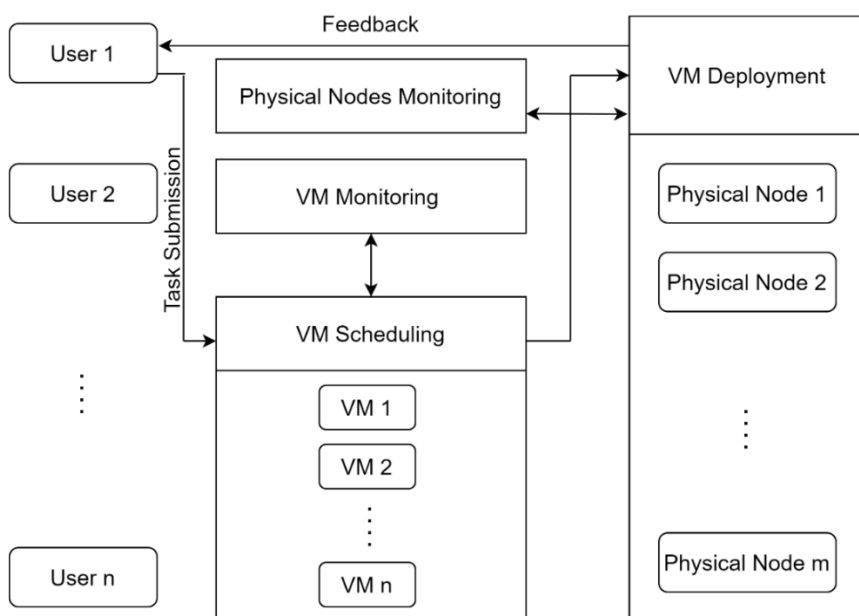 Feedback
User 1
VM Deployment
Physical Nodes Monitoring
User 2
Task Submission
VM Monitoring
Physical Node 1
Physical Node 2
VM Scheduling
VM 1
VM 2
User n
VM n
Physical Node m